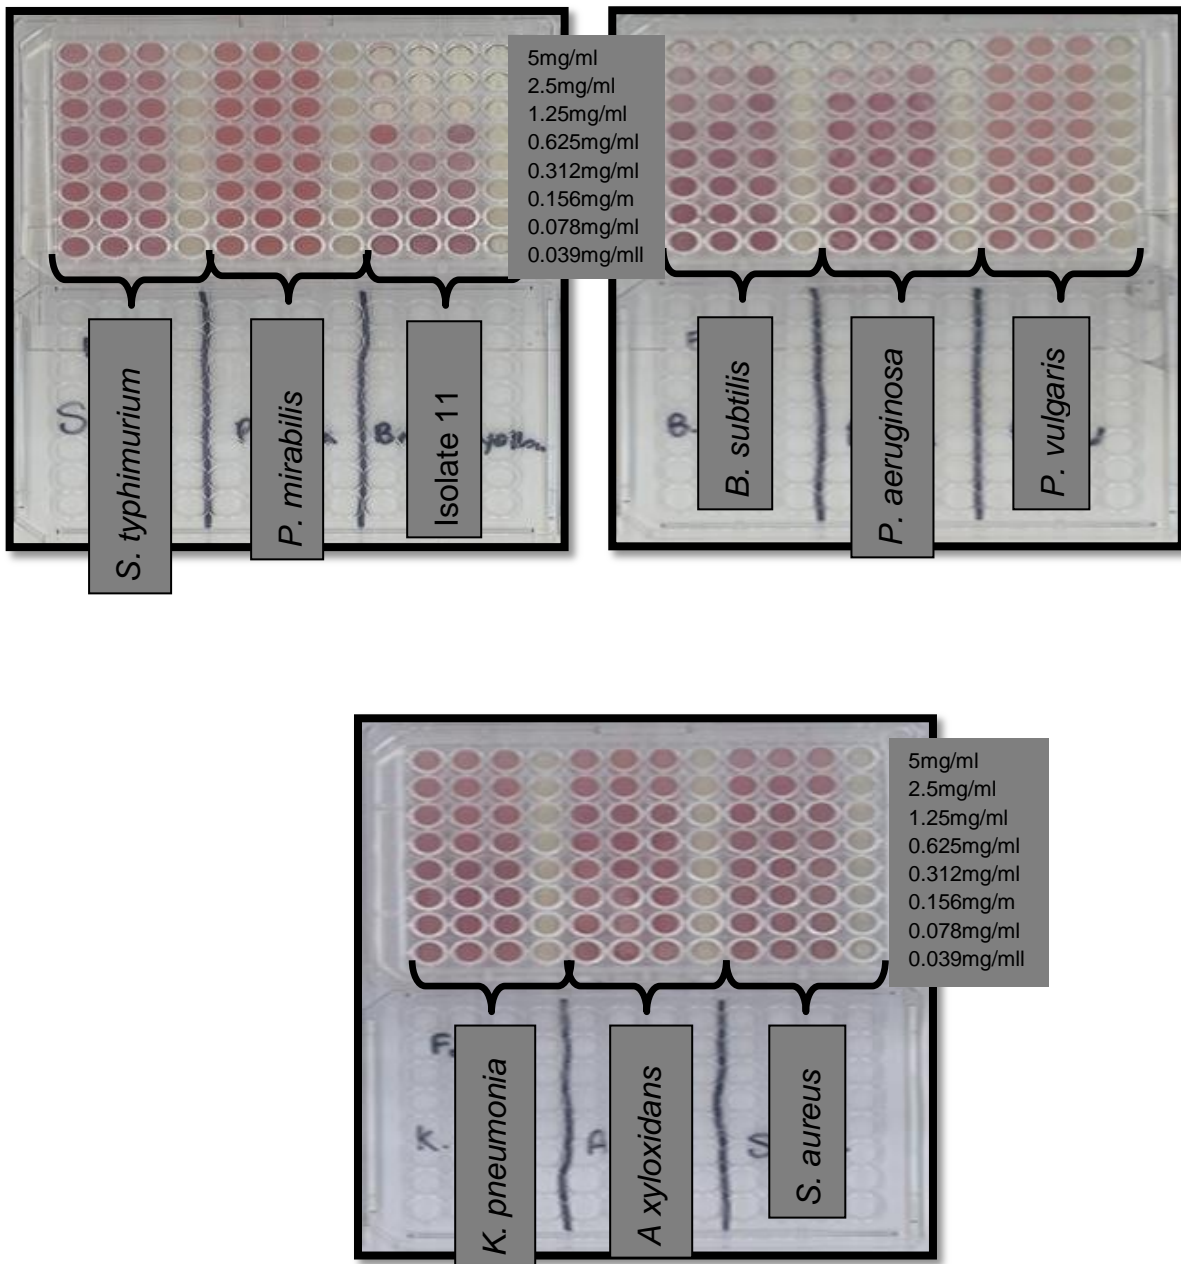 5mg/ml
2.5mg/ml
1.25mg/ml
0.625mg/ml
0.312mg/ml
0.156mg/m
0.078mg/ml
0.039mg/mll
S. typhimurium
P. mirabilis
Isolate 11
B. subtilis
P. aeruginosa
P. vulgaris
S
P
B.
B.
5mg/ml
2.5mg/ml
1.25mg/ml
0.625mg/ml
0.312mg/ml
0.156mg/m
0.078mg/ml
0.039mg/mll
K. pneumonia
A xyloxidans
S. aureus
F.
K.
A
S